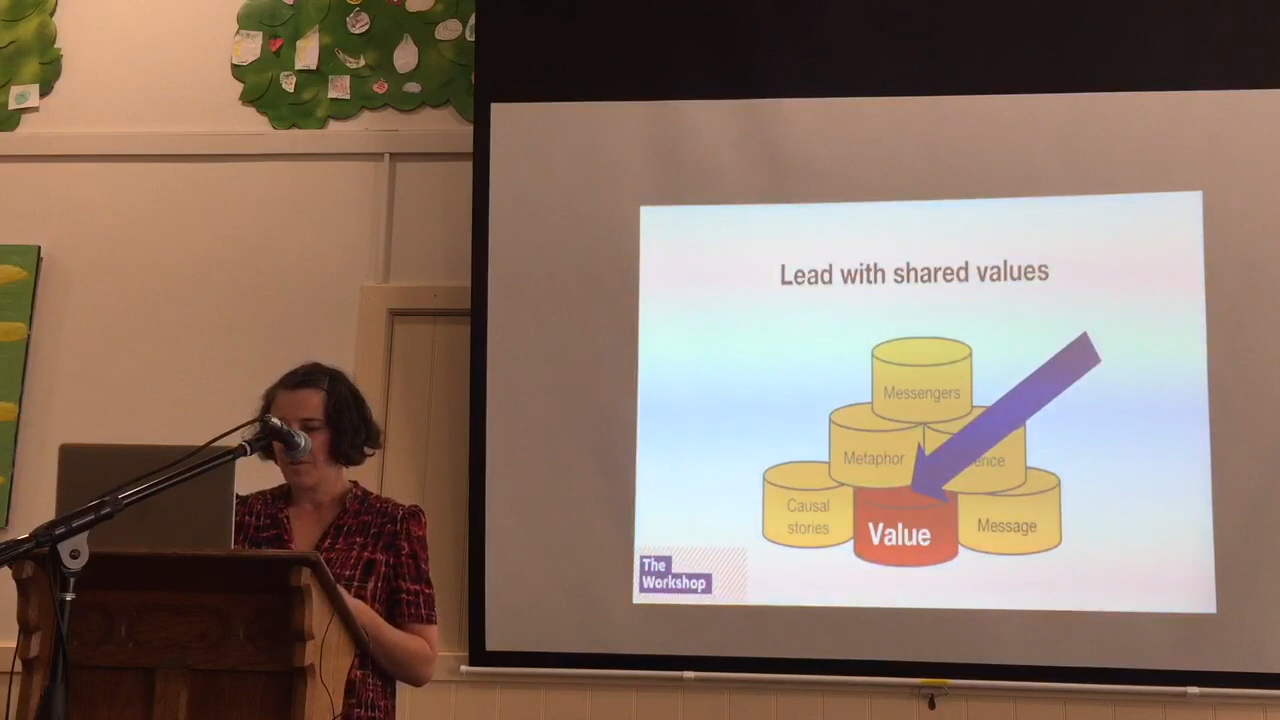 Lead with shared values
Messengers
Metaphor
Causal
stories
Value
Message
The
Workshop